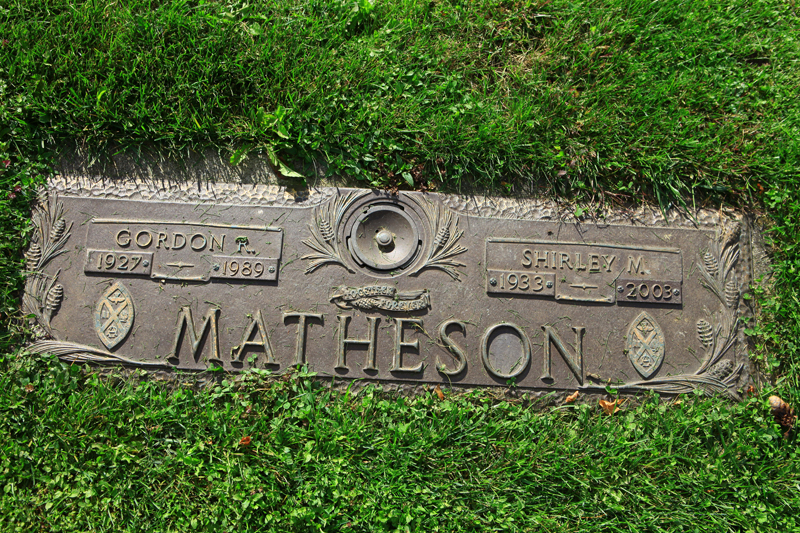 GORDON R.
1927 1989
SHIRLEY M.
1933 2003
TOGETHER
FOREVER
MATHESON